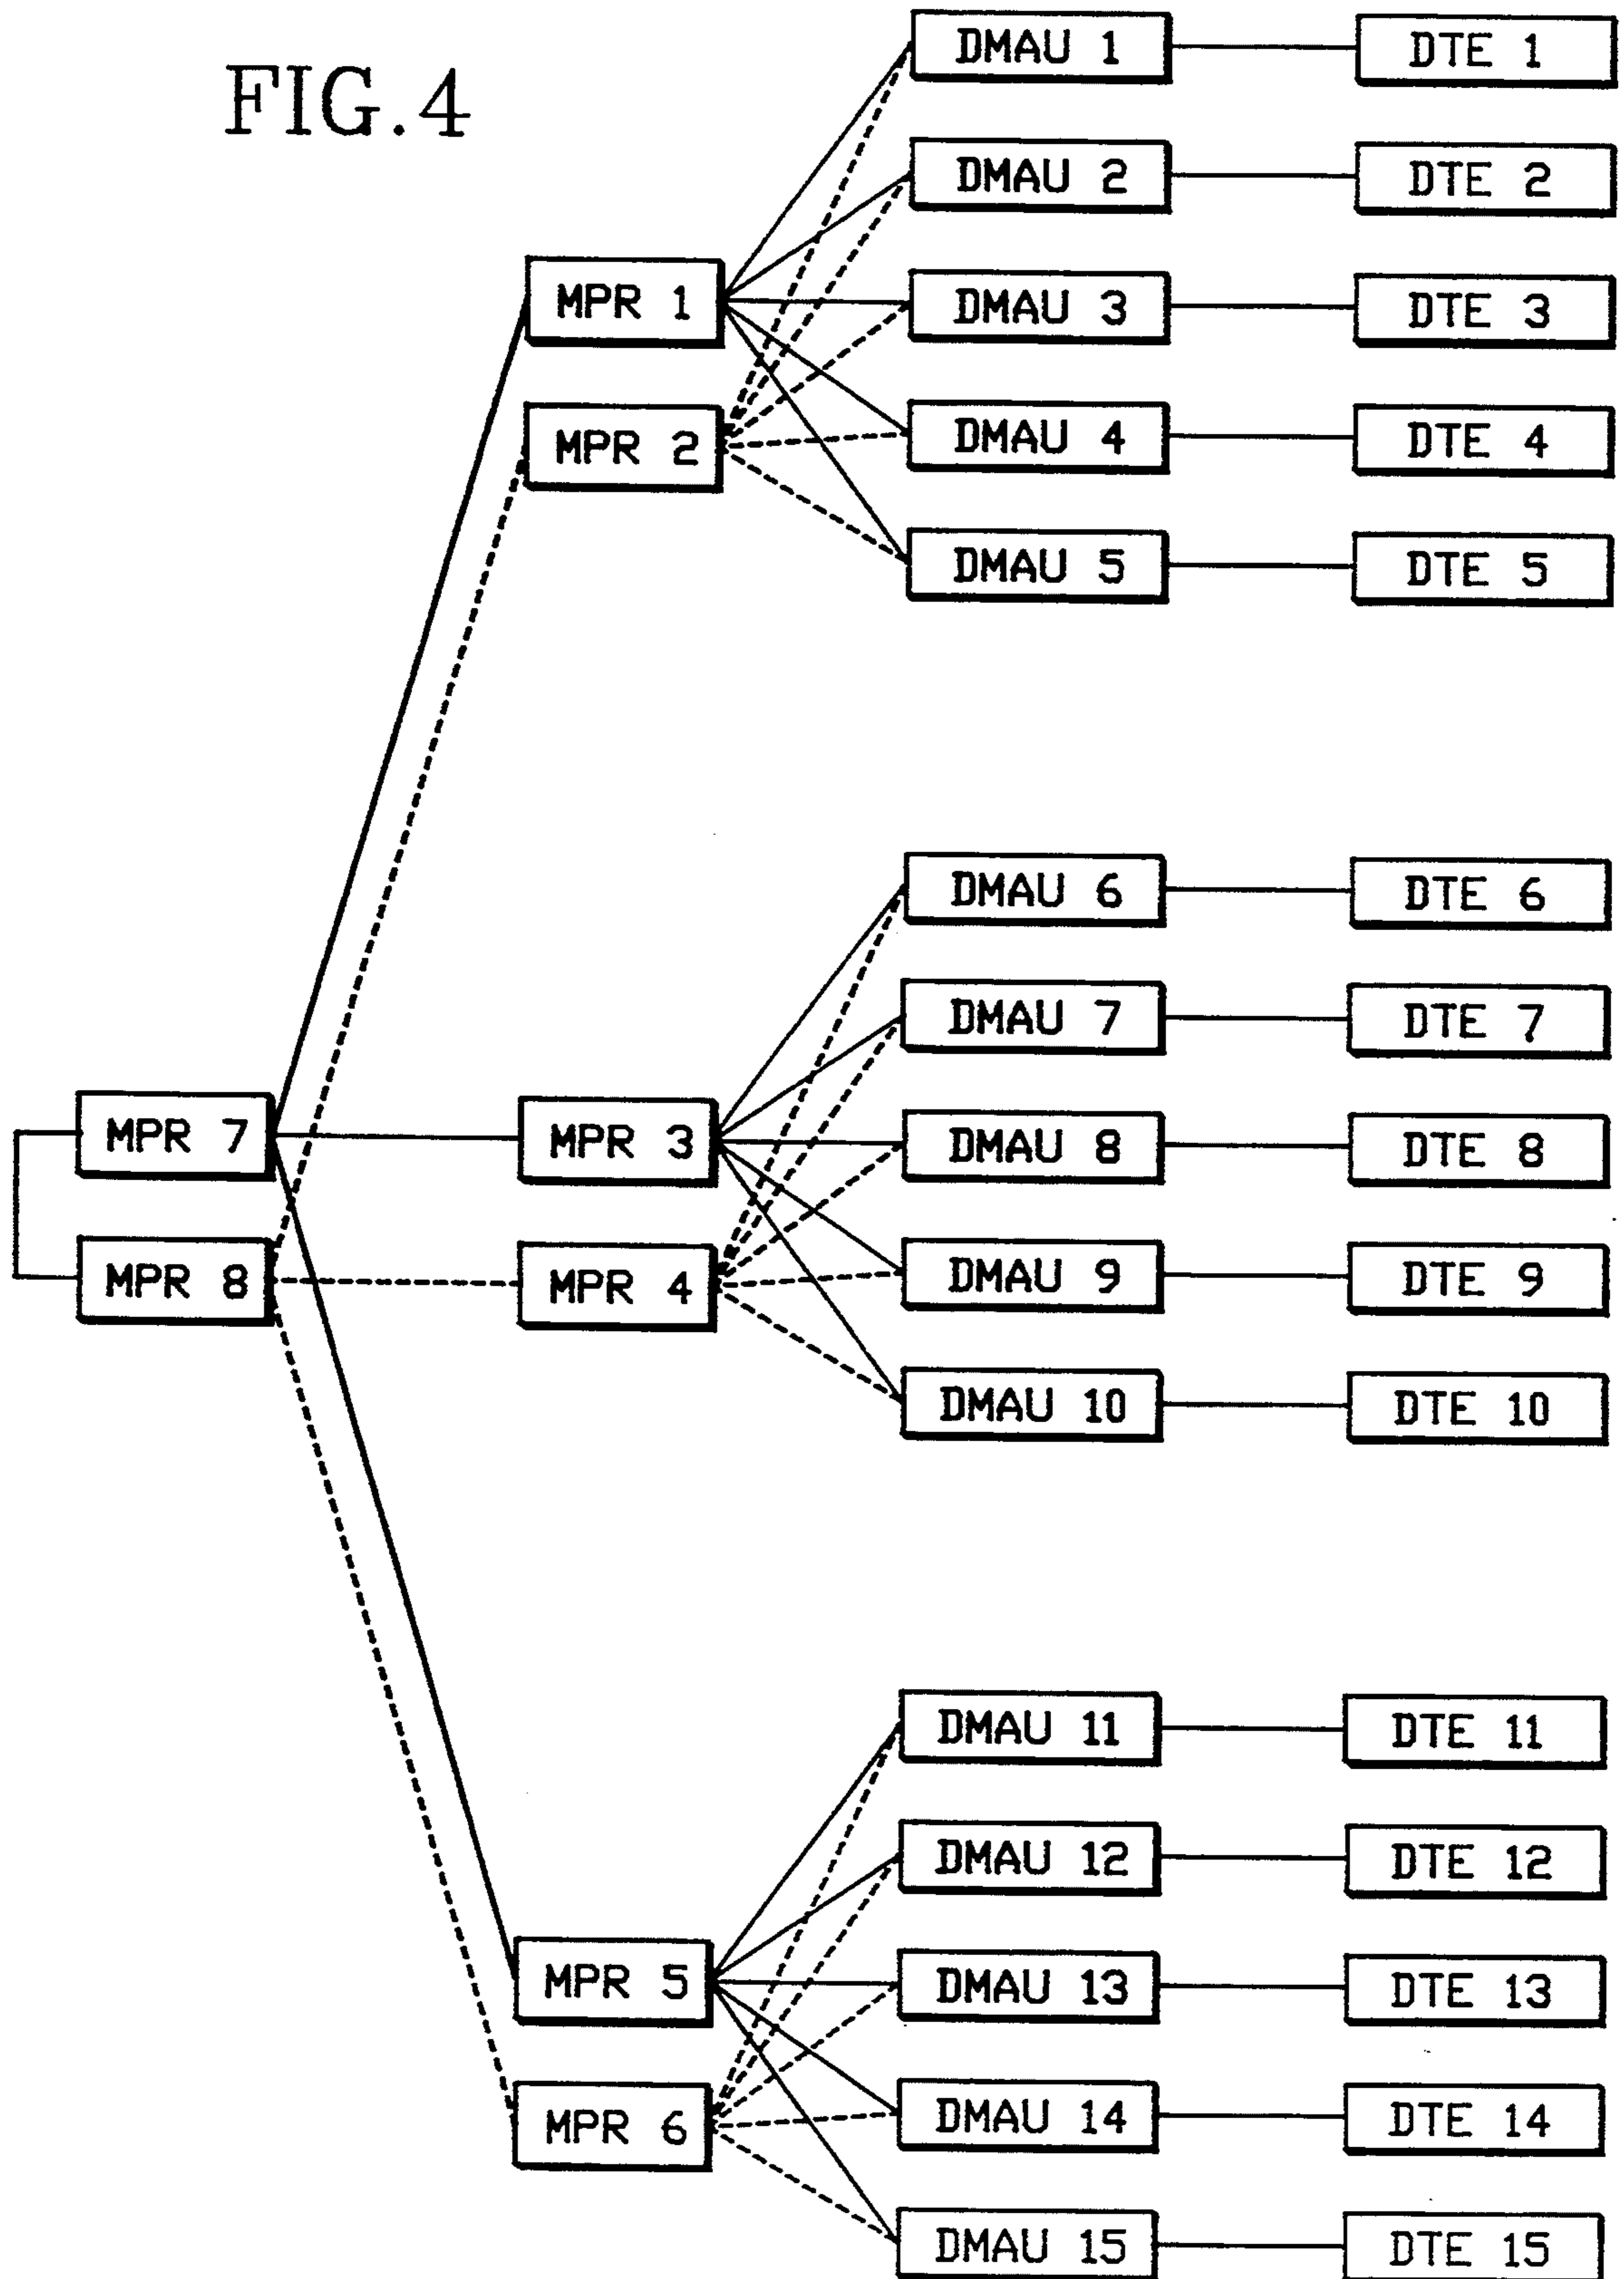 FIG.4
DMAU 1
DTE 1
DMAU 2
DTE 2
MPR 1
DMAU 3
DTE 3
MPR 2
DMAU 4
DTE 4
DMAU 5
DTE 5
DMAU 6
DTE 6
DMAU 7
DTE 7
MPR 7
MPR 3
DMAU 8
DTE 8
MPR 8
MPR 4
DMAU 9
DTE 9
DMAU 10
DTE 10
DMAU 11
DTE 11
DMAU 12
DTE 12
MPR 5
DMAU 13
DTE 13
MPR 6
DMAU 14
DTE 14
DMAU 15
DTE 15